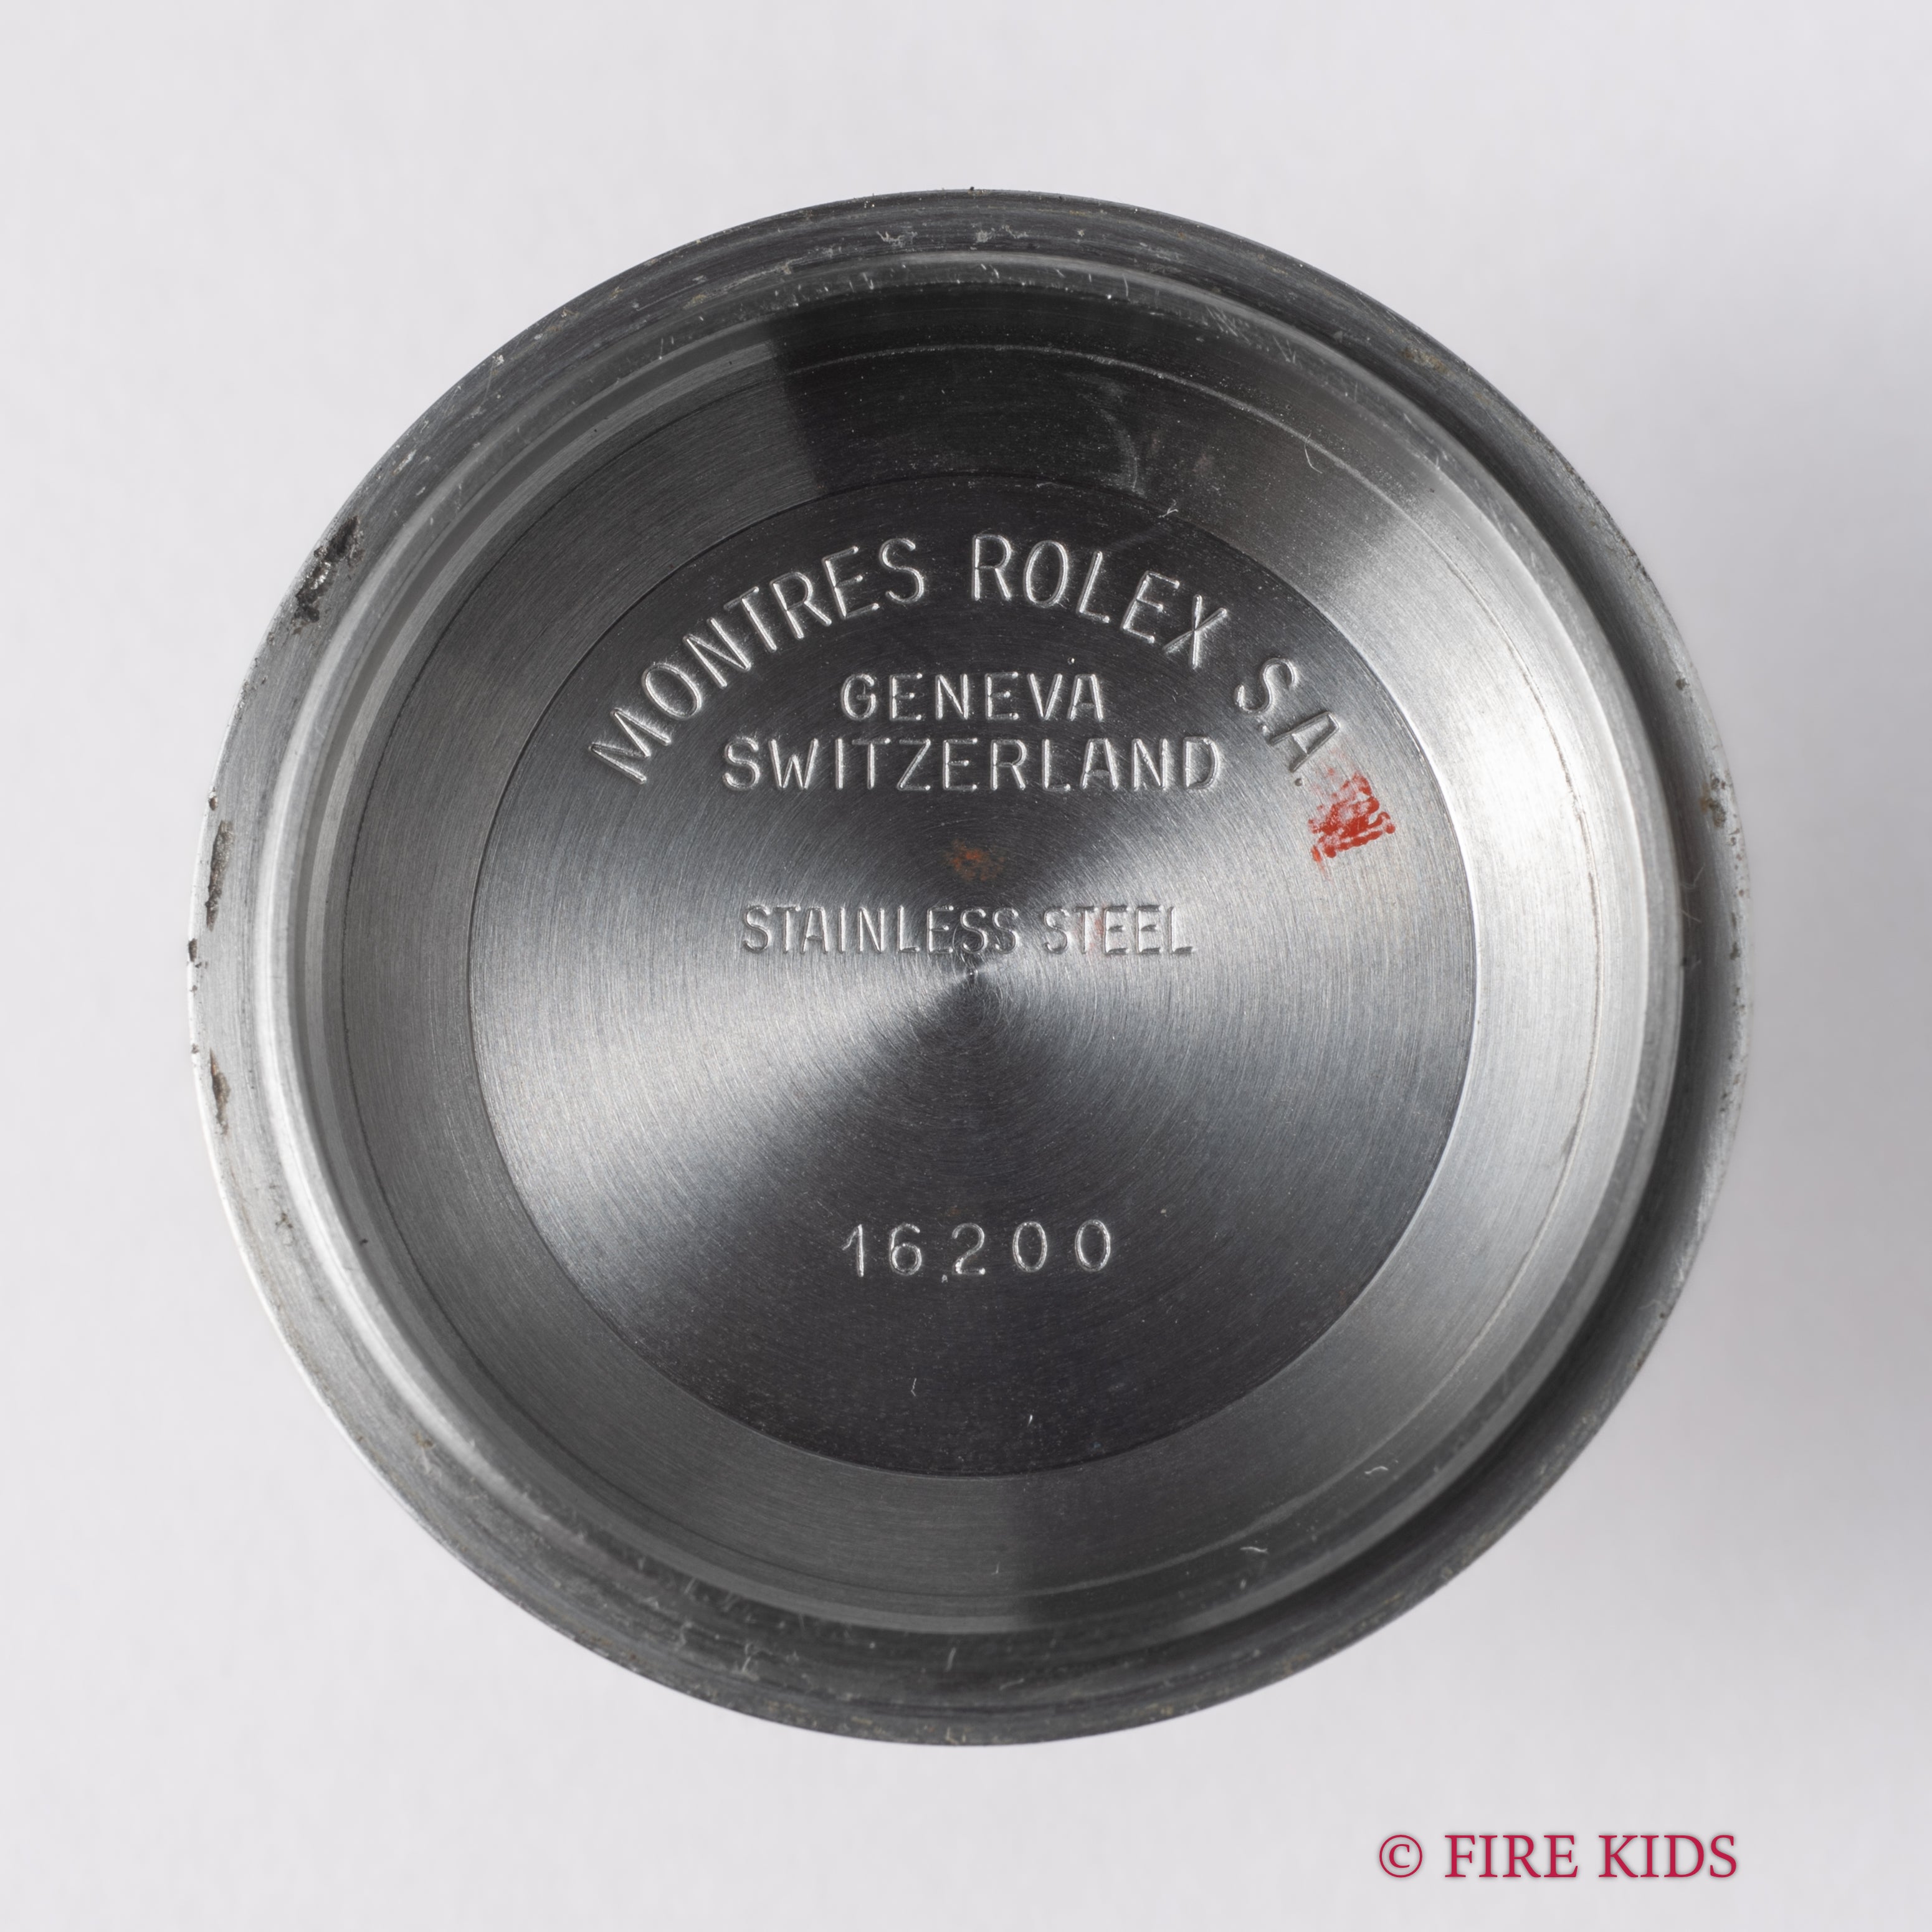 MONTRES ROLEX S.A.
GENEVA
SWITZERLAND
STAINLESS STEEL
16200
© FIRE KIDS